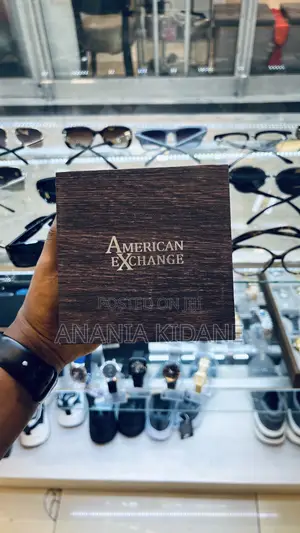 AMERICAN
EXCHANGE
POSTED ON JIJI
ANANIA KIDANE